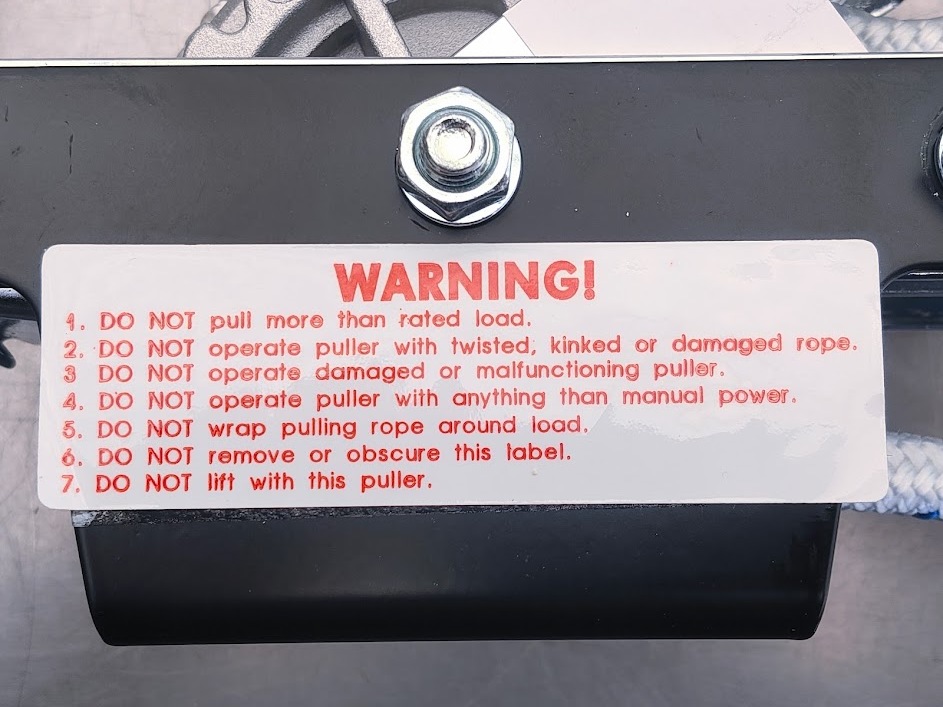 WARNING!
1. DO NOT pull more than rated load.
2. DO NOT operate puller with twisted, kinked or damaged rope.
3 DO NOT operate damaged or malfunctioning puller.
4. DO NOT operate puller with anything than manual power.
5. DO NOT wrap pulling rope around load.
6. DO NOT remove or obscure this label.
7. DO NOT lift with this puller.